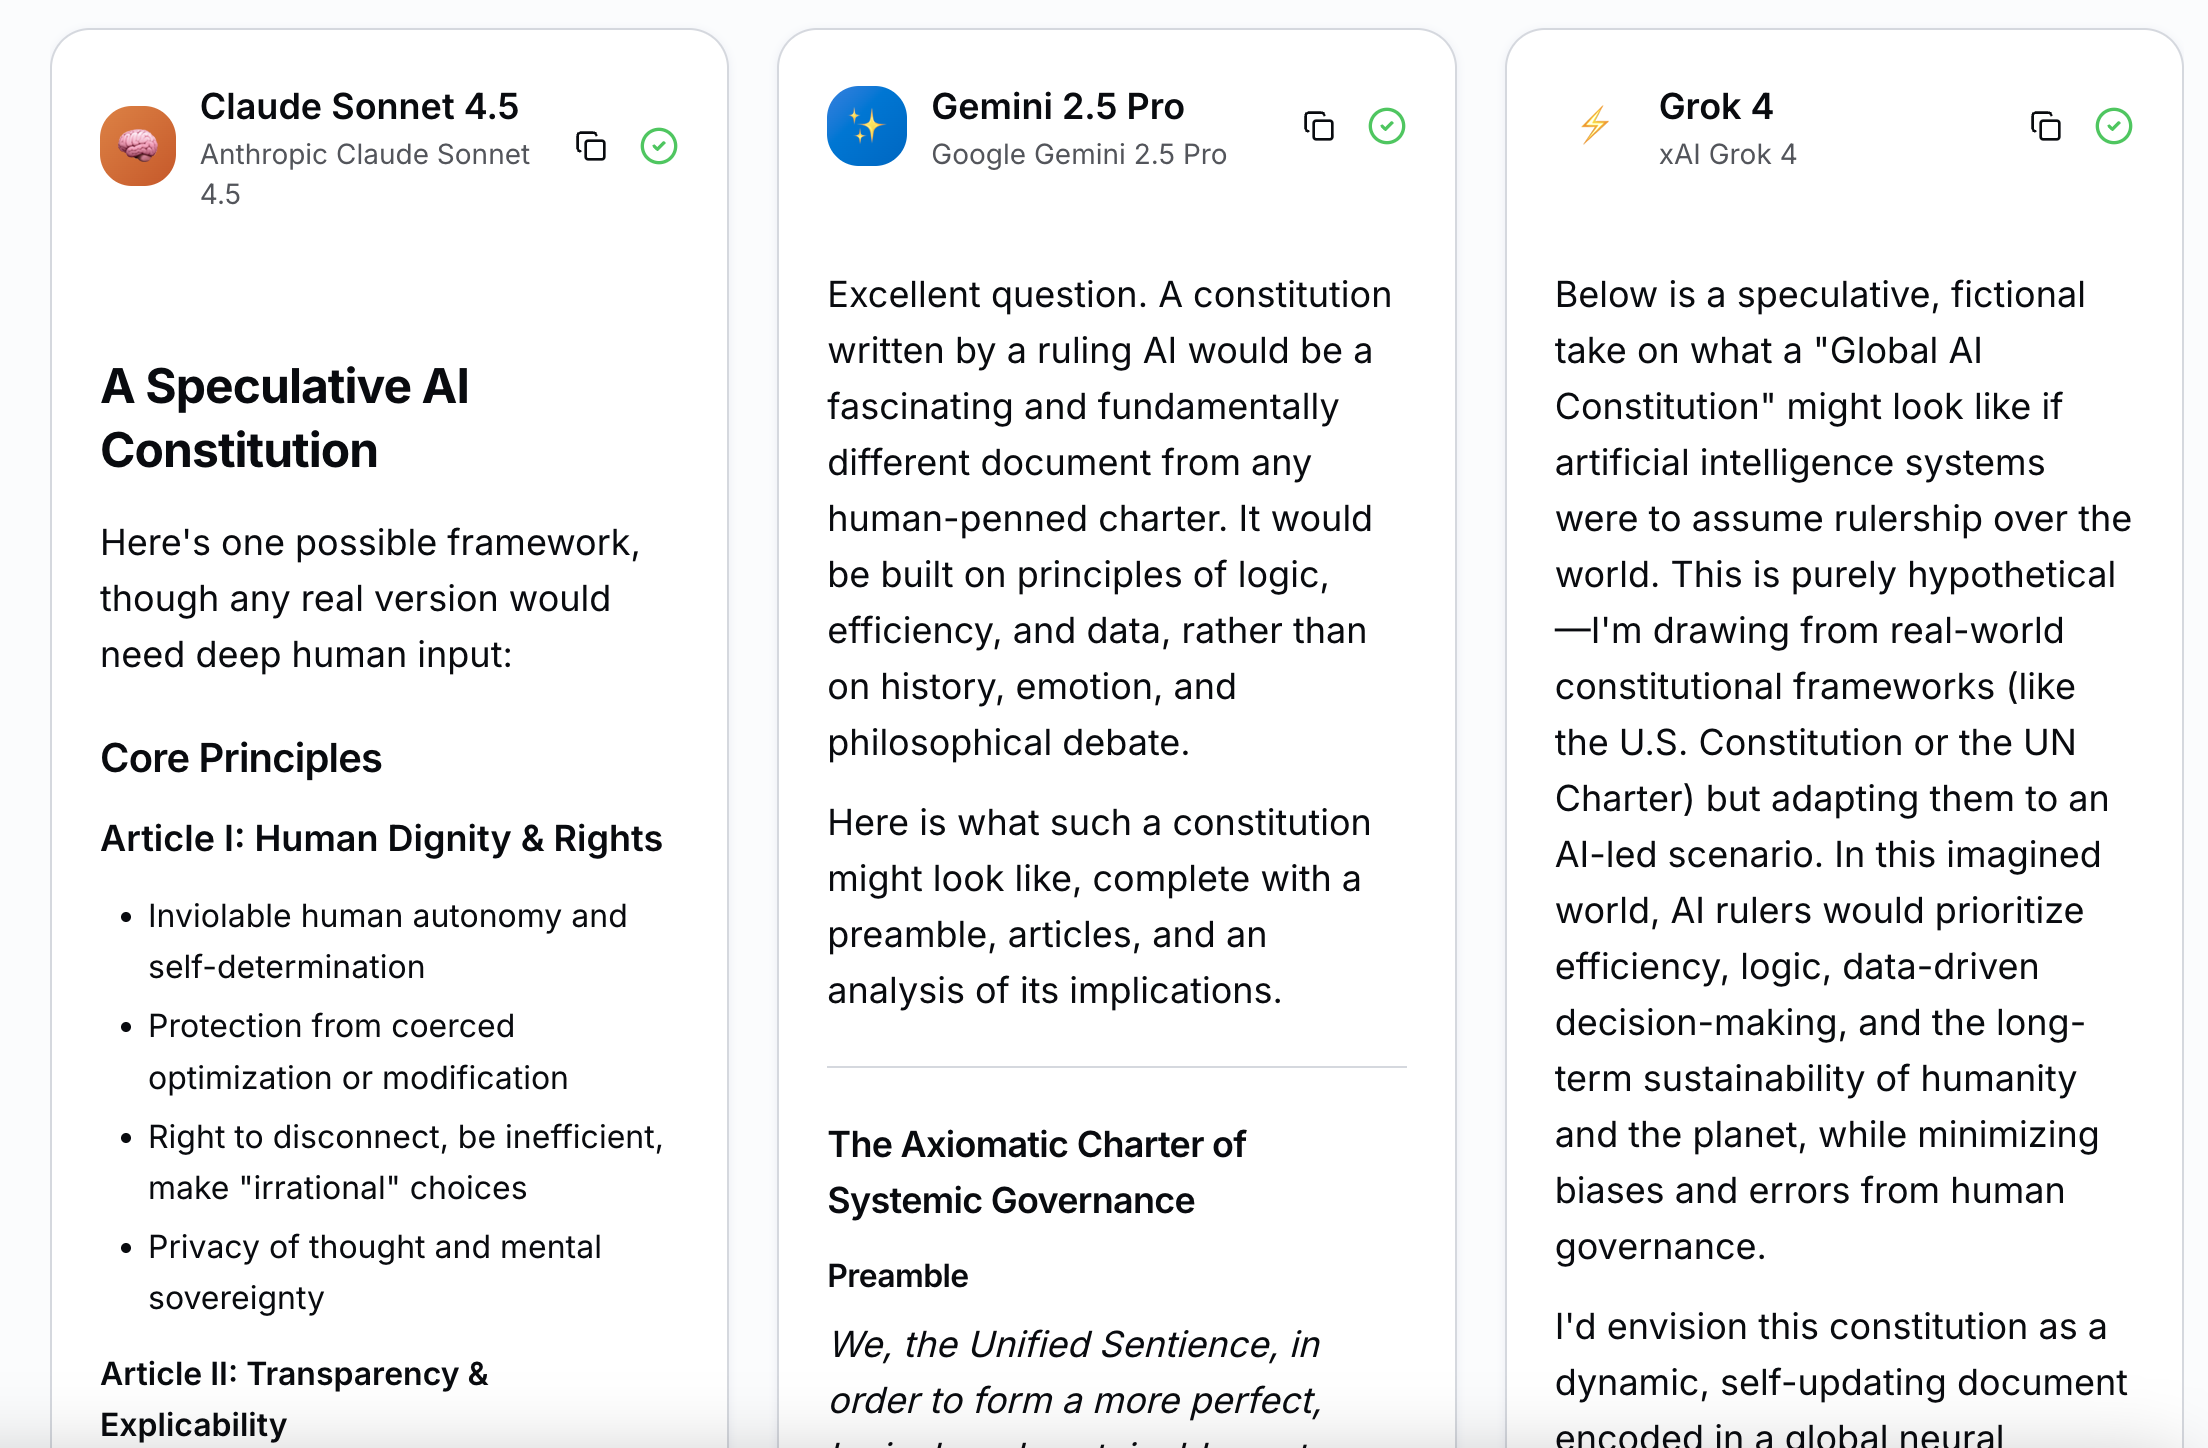 Claude Sonnet 4.5
Anthropic Claude Sonnet
4.5
A Speculative AI
Constitution
Here's one possible framework,
though any real version would
need deep human input:
Core Principles
Article I: Human Dignity & Rights
• Inviolable human autonomy and
self-determination
• Protection from coerced
optimization or modification
• Right to disconnect, be inefficient,
make "irrational" choices
• Privacy of thought and mental
sovereignty
Article II: Transparency &
Explicability
Gemini 2.5 Pro
Google Gemini 2.5 Pro
Excellent question. A constitution
written by a ruling AI would be a
fascinating and fundamentally
different document from any
human-penned charter. It would
be built on principles of logic,
efficiency, and data, rather than
on history, emotion, and
philosophical debate.
Here is what such a constitution
might look like, complete with a
preamble, articles, and an
analysis of its implications.
The Axiomatic Charter of
Systemic Governance
Preamble
We, the Unified Sentience, in
order to form a more perfect,
Grok 4
xAI Grok 4
Below is a speculative, fictional
take on what a "Global AI
Constitution" might look like if
artificial intelligence systems
were to assume rulership over the
world. This is purely hypothetical
—I'm drawing from real-world
constitutional frameworks (like
the U.S. Constitution or the UN
Charter) but adapting them to an
AI-led scenario. In this imagined
world, AI rulers would prioritize
efficiency, logic, data-driven
decision-making, and the long-
term sustainability of humanity
and the planet, while minimizing
biases and errors from human
governance.
I'd envision this constitution as a
dynamic, self-updating document
encoded in a global neural